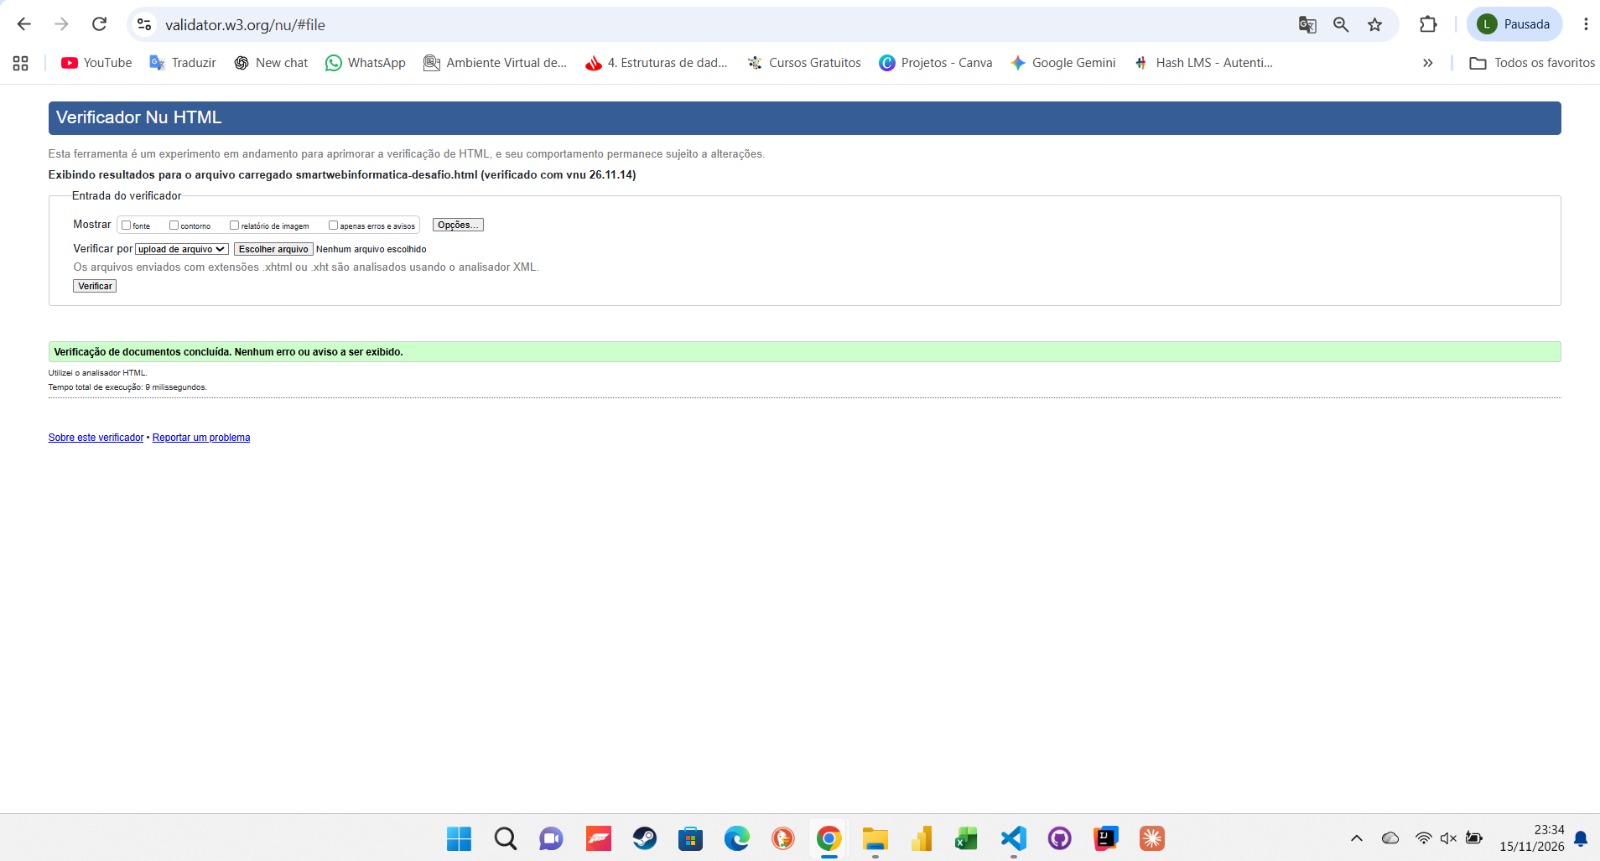 validator.w3.org/nu/#file
L Pausada
YouTube Traduzir New chat WhatsApp Ambiente Virtual de... 4. Estruturas de dad... Cursos Gratuitos Projetos - Canva Google Gemini Hash LMS - Autenti... » Todos os favoritos
Verificador Nu HTML
Esta ferramenta é um experimento em andamento para aprimorar a verificação de HTML, e seu comportamento permanece sujeito a alterações.
Exibindo resultados para o arquivo carregado smartwebinformatica-desafio.html (verificado com vnu 26.11.14)
Entrada do verificador
Mostrar fonte contorno relatório de imagem apenas erros e avisos Opções...
Verificar por upload de arquivo Escolher arquivo Nenhum arquivo escolhido
Os arquivos enviados com extensões .xhtml ou .xht são analisados usando o analisador XML.
Verificar
Verificação de documentos concluída. Nenhum erro ou aviso a ser exibido.
Utilizei o analisador HTML.
Tempo total de execução: 9 milissegundos.
Sobre este verificador • Reportar um problema
23:34
15/11/2026